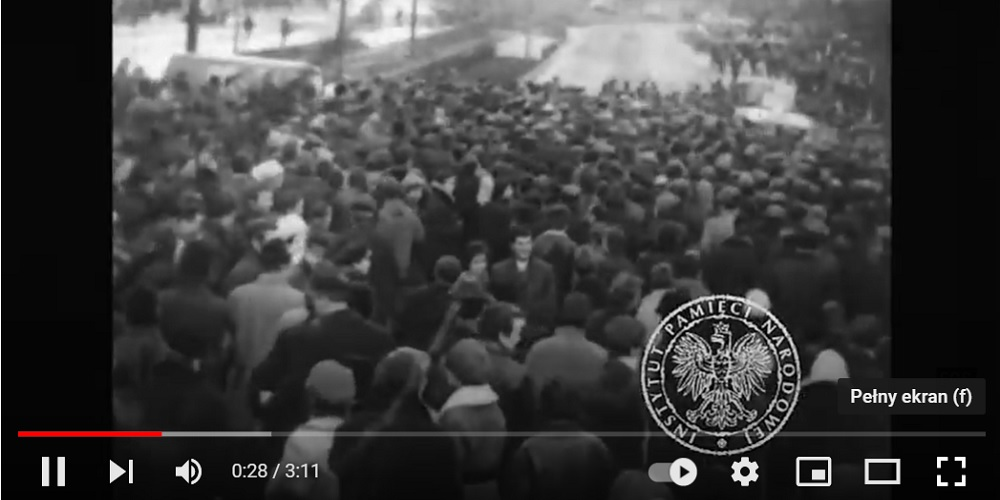 INSTYTUT PAMIĘCI NARODOWEJ
Pełny ekran (f)
0:28 / 3:11